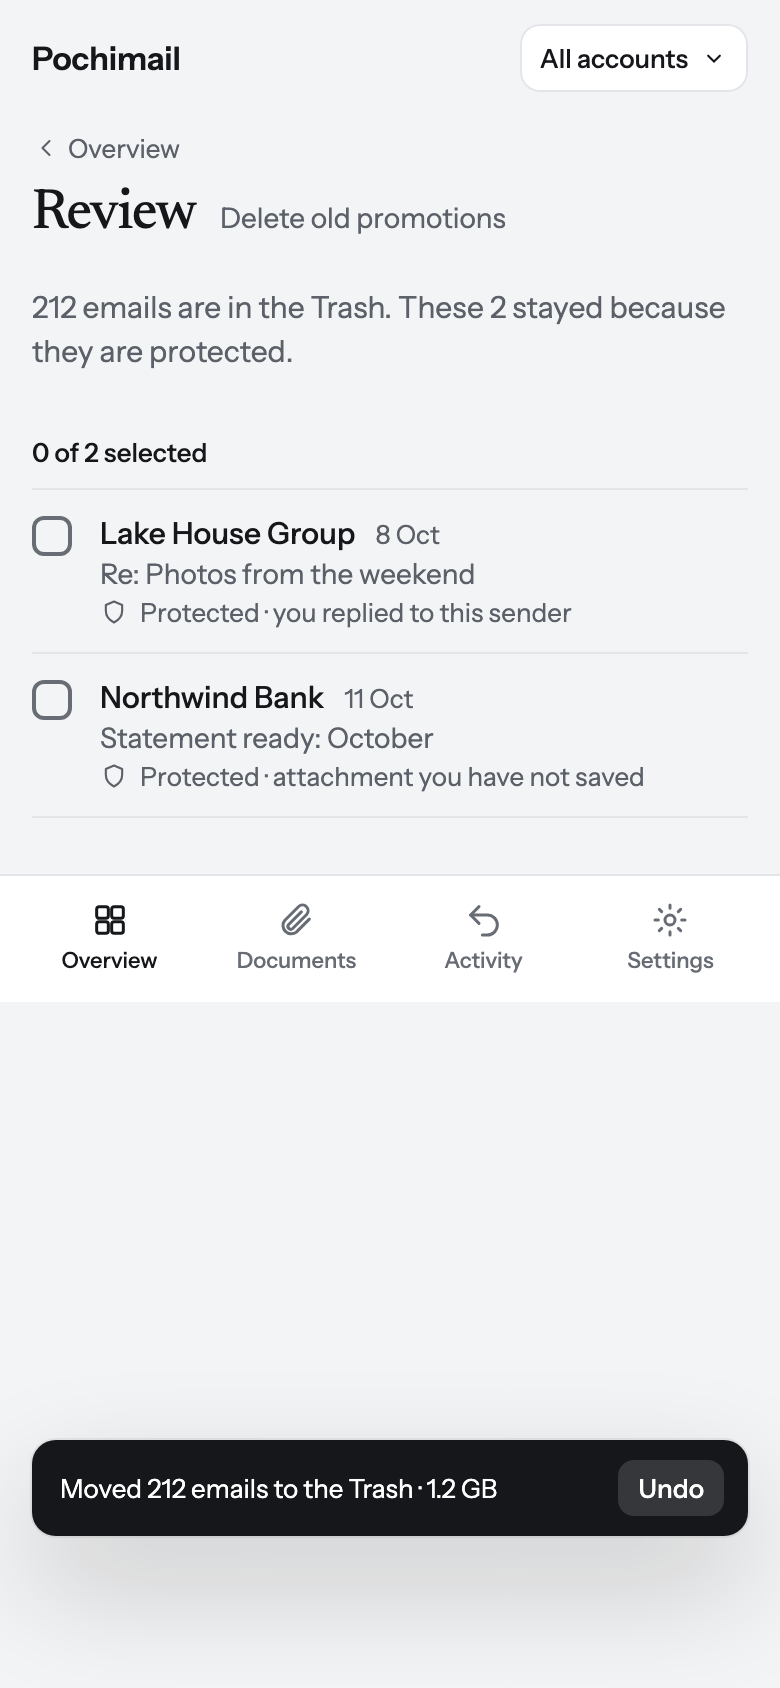 Pochimail
All accounts
Overview
Review Delete old promotions
212 emails are in the Trash. These 2 stayed because
they are protected.
0 of 2 selected
Lake House Group 8 Oct
Re: Photos from the weekend
Protected · you replied to this sender
Northwind Bank 11 Oct
Statement ready: October
Protected · attachment you have not saved
Overview Documents Activity Settings
Moved 212 emails to the Trash · 1.2 GB Undo